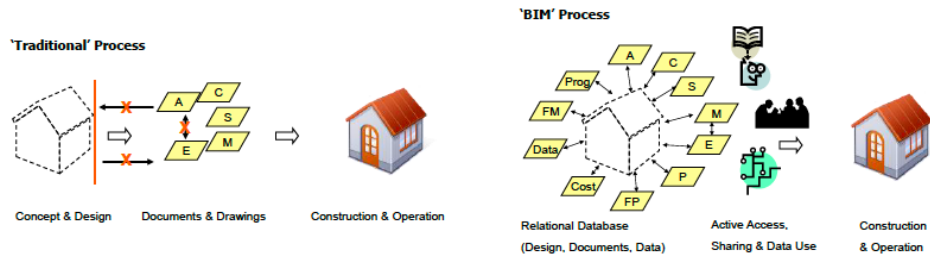 'Traditional' Process
A
C
S
E
M
Concept & Design
Documents & Drawings
Construction & Operation
'BIM' Process
A
C
Prog
S
FM
M
Data
E
Cost
P
FP
Relational Database
(Design, Documents, Data)
Active Access,
Sharing & Data Use
Construction
& Operation